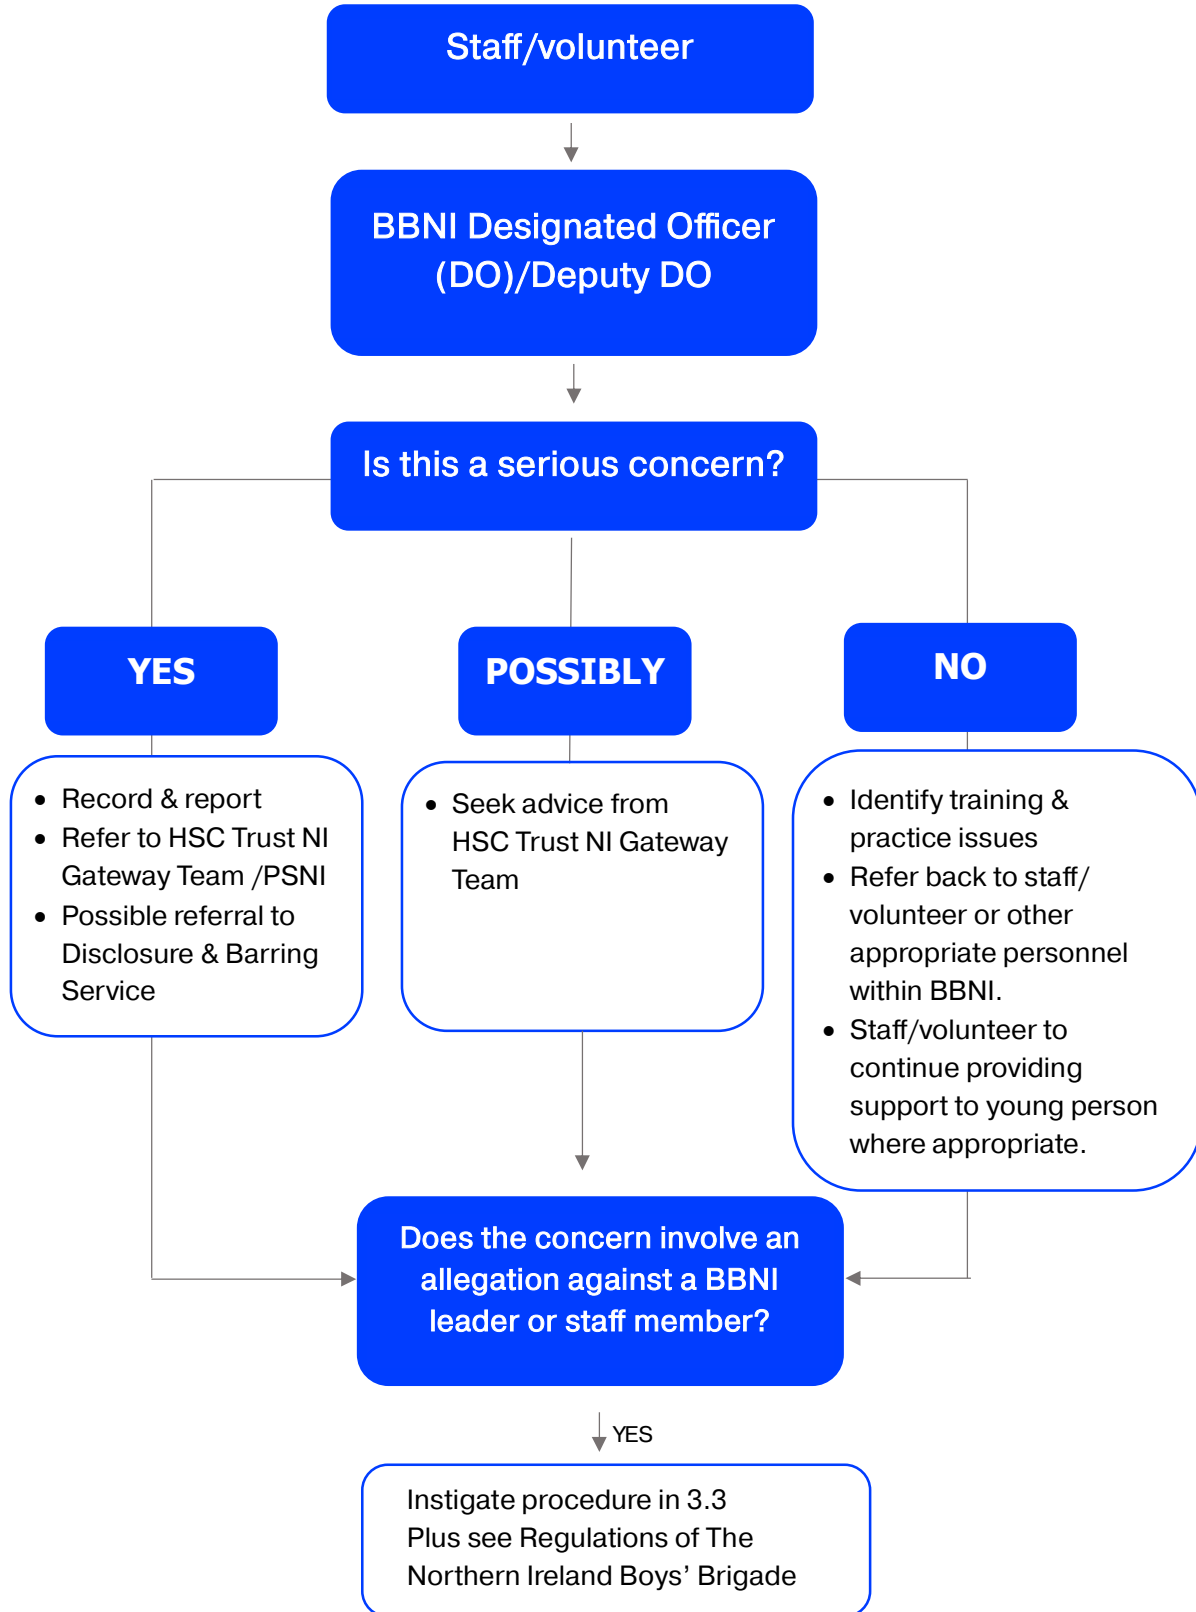 Staff/volunteer
BBNI Designated Officer
(DO)/Deputy DO
Is this a serious concern?
YES
• Record & report
• Refer to HSC Trust NI
Gateway Team /PSNI
• Possible referral to
Disclosure & Barring
Service
POSSIBLY
• Seek advice from
HSC Trust NI Gateway
Team
NO
• Identify training &
practice issues
• Refer back to staff/
volunteer or other
appropriate personnel
within BBNI.
• Staff/volunteer to
continue providing
support to young person
where appropriate.
Does the concern involve an
allegation against a BBNI
leader or staff member?
YES
Instigate procedure in 3.3
Plus see Regulations of The
Northern Ireland Boys’ Brigade